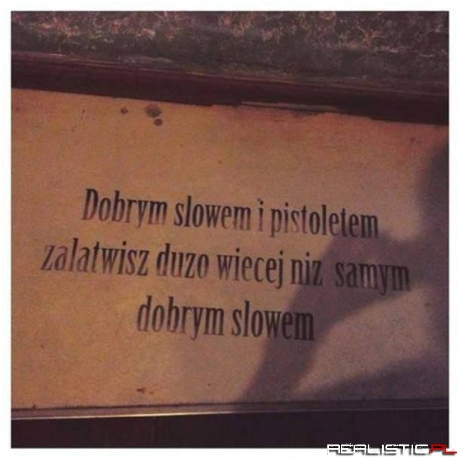 Dobrym slowem i pistoletem
zalatwisz duzo wiecej niz samym
dobrym slowem
REALISTIC.PL